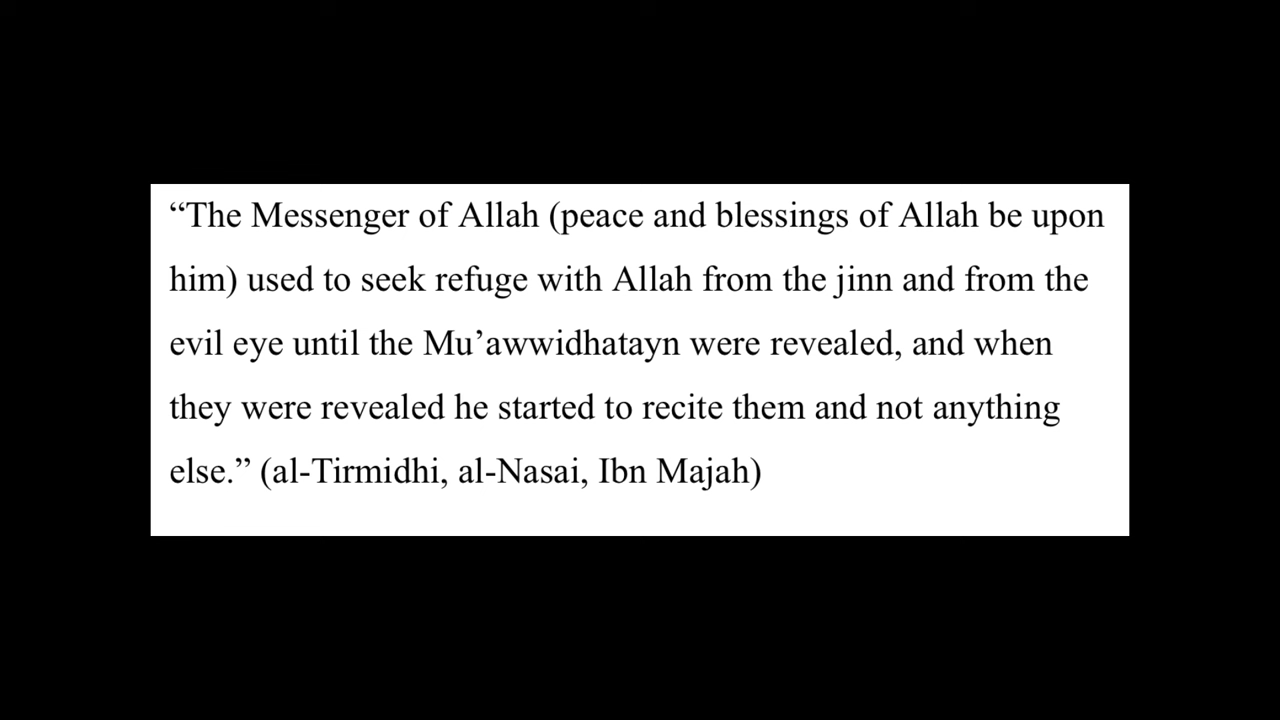 “The Messenger of Allah (peace and blessings of Allah be upon
him) used to seek refuge with Allah from the jinn and from the
evil eye until the Mu’awwidhatayn were revealed, and when
they were revealed he started to recite them and not anything
else.” (al-Tirmidhi, al-Nasai, Ibn Majah)